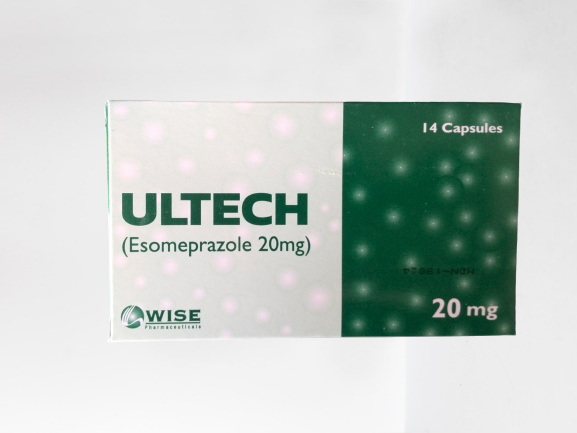 14 Capsules
ULTECH
(Esomeprazole 20mg)
WISE
Pharmaceuticals
20 mg